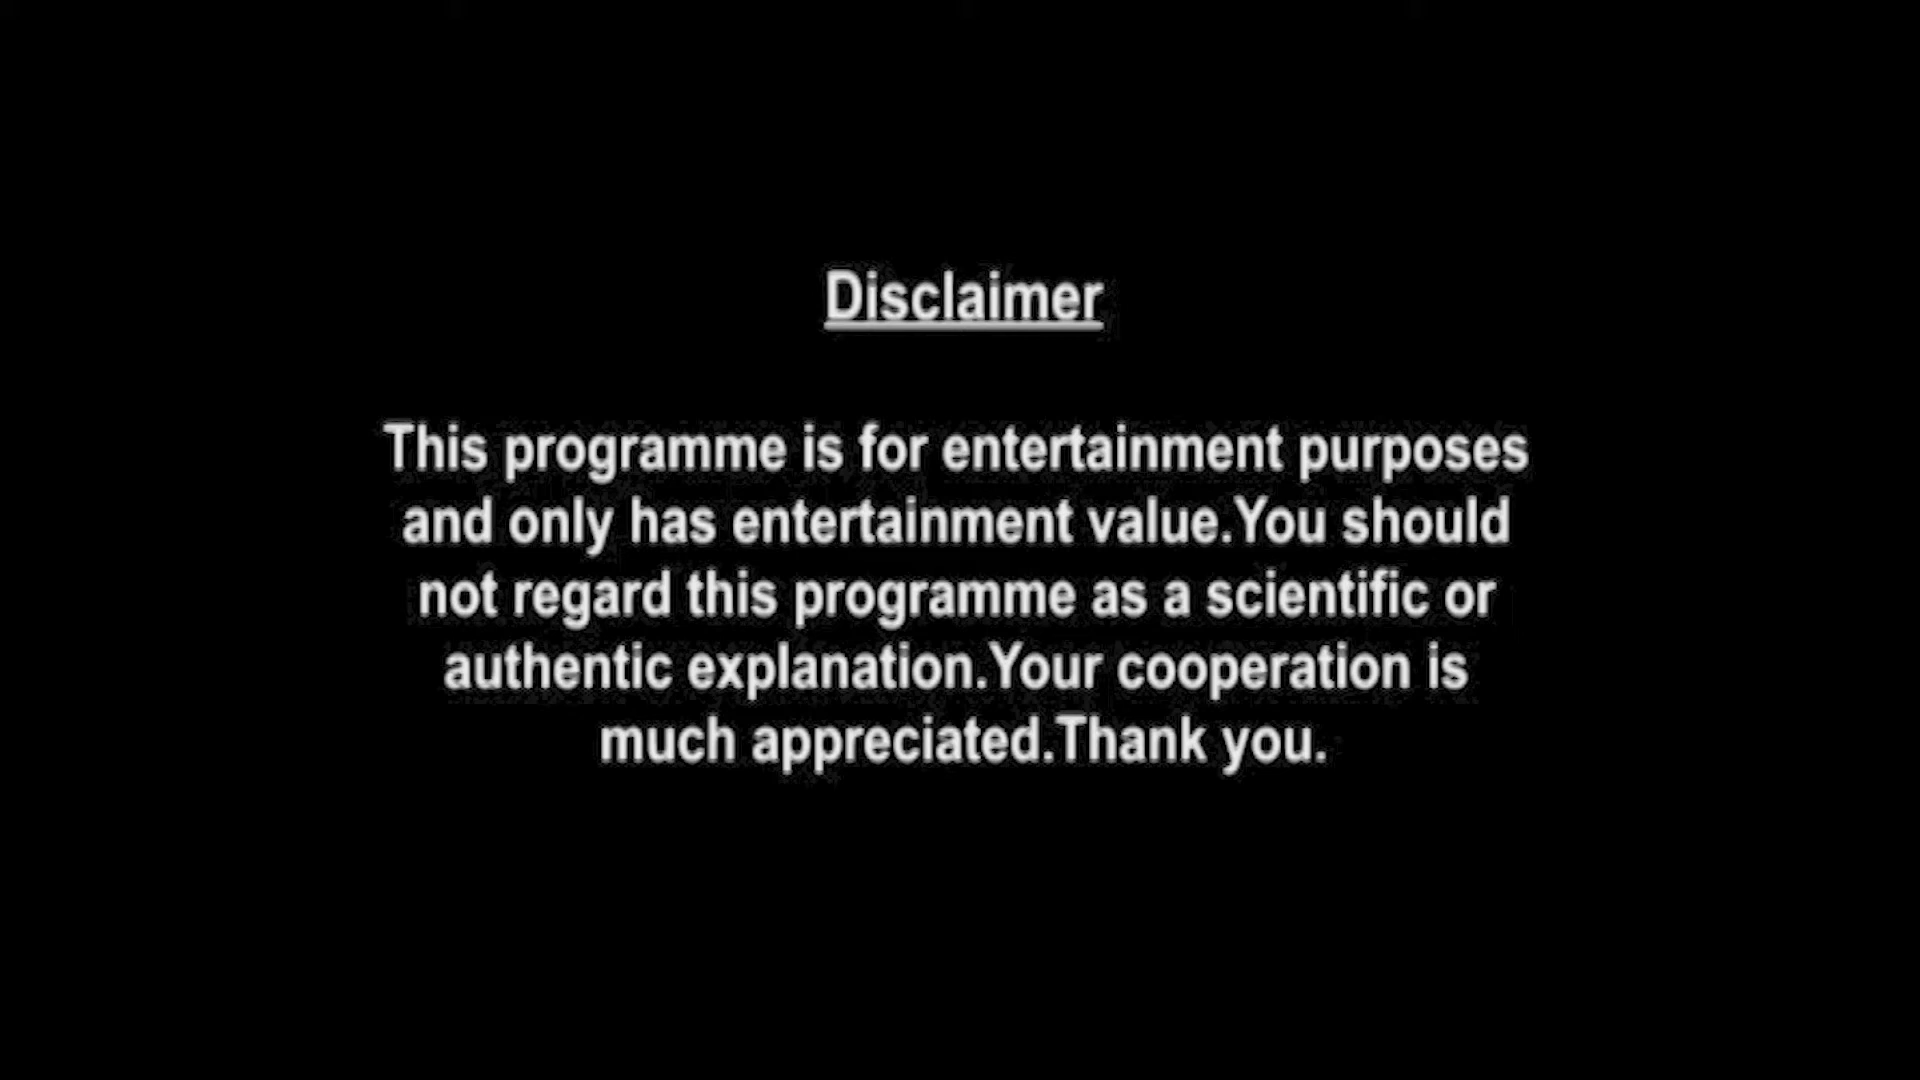 Disclaimer
This programme is for entertainment purposes
and only has entertainment value.You should
not regard this programme as a scientific or
authentic explanation.Your cooperation is
much appreciated.Thank you.